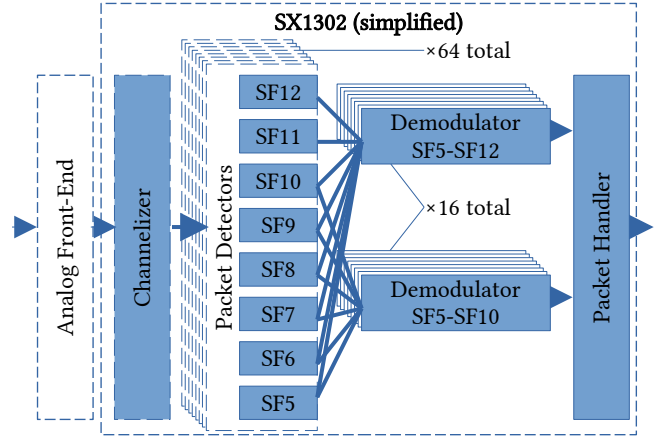 SX1302 (simplified)
×64 total
Analog Front-End
Channelizer
Packet Detectors
SF12
SF11
SF10
SF9
SF8
SF7
SF6
SF5
Demodulator
SF5-SF12
×16 total
Demodulator
SF5-SF10
Packet Handler